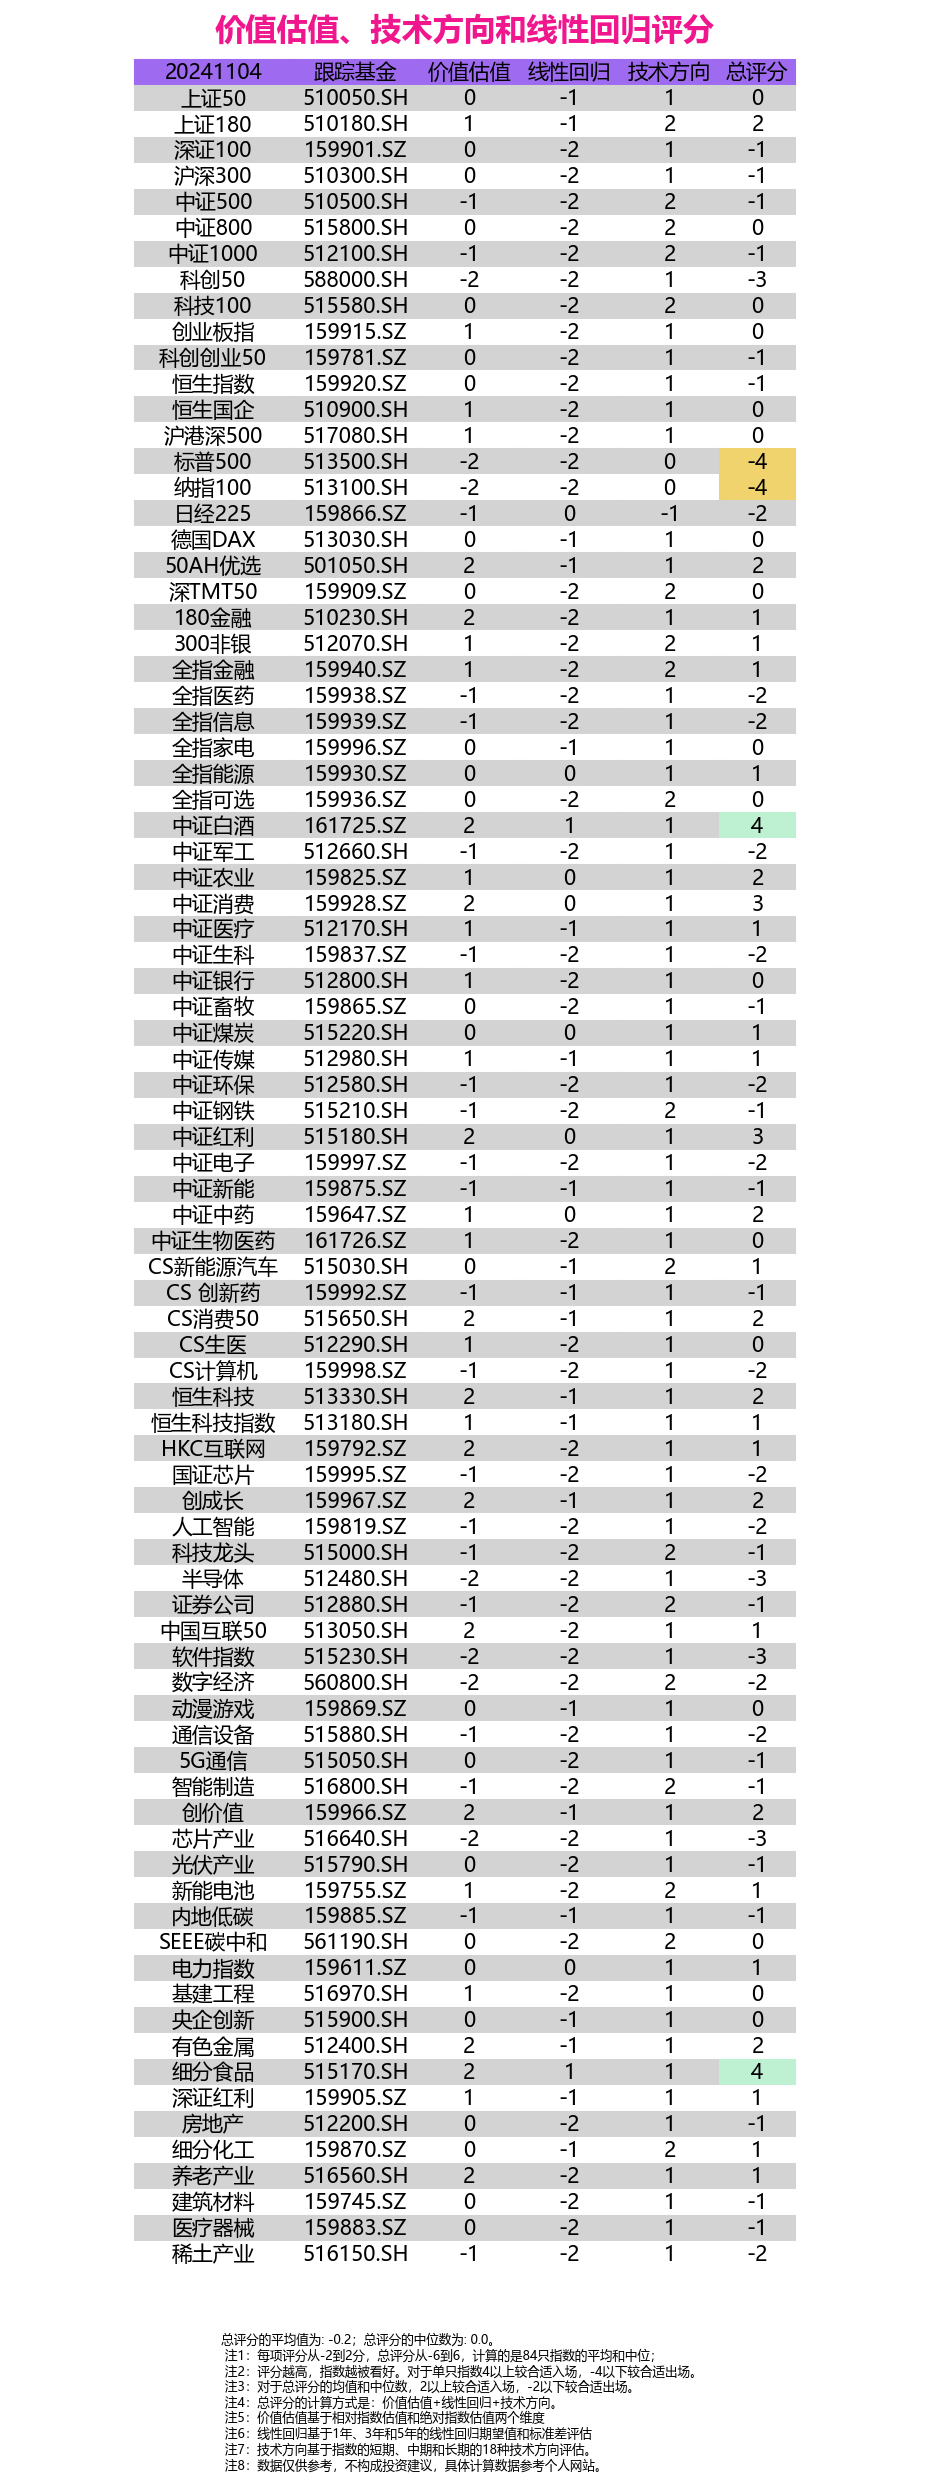 价值估值、技术方向和线性回归评分
20241104 跟踪基金 价值估值 线性回归 技术方向 总评分
上证50 510050.SH 0 -1 1 0
上证180 510180.SH 1 -1 2 2
深证100 159901.SZ 0 -2 1 -1
沪深300 510300.SH 0 -2 1 -1
中证500 510500.SH -1 -2 2 -1
中证800 515800.SH 0 -2 2 0
中证1000 512100.SH -1 -2 2 -1
科创50 588000.SH -2 -2 1 -3
科技100 515580.SH 0 -2 2 0
创业板指 159915.SZ 1 -2 1 0
科创创业50 159781.SZ 0 -2 1 -1
恒生指数 159920.SZ 0 -2 1 -1
恒生国企 510900.SH 1 -2 1 0
沪港深500 517080.SH 1 -2 1 0
标普500 513500.SH -2 -2 0 -4
纳指100 513100.SH -2 -2 0 -4
日经225 159866.SZ -1 0 -1 -2
德国DAX 513030.SH 0 -1 1 0
50AH优选 501050.SH 2 -1 1 2
深TMT50 159909.SZ 0 -2 2 0
180金融 510230.SH 2 -2 1 1
300非银 512070.SH 1 -2 2 1
全指金融 159940.SZ 1 -2 2 1
全指医药 159938.SZ -1 -2 1 -2
全指信息 159939.SZ -1 -2 1 -2
全指家电 159996.SZ 0 -1 1 0
全指能源 159930.SZ 0 0 1 1
全指可选 159936.SZ 0 -2 2 0
中证白酒 161725.SZ 2 1 1 4
中证军工 512660.SH -1 -2 1 -2
中证农业 159825.SZ 1 0 1 2
中证消费 159928.SZ 2 0 1 3
中证医疗 512170.SH 1 -1 1 1
中证生科 159837.SZ -1 -2 1 -2
中证银行 512800.SH 1 -2 1 0
中证畜牧 159865.SZ 0 -2 1 -1
中证煤炭 515220.SH 0 0 1 1
中证传媒 512980.SH 1 -1 1 1
中证环保 512580.SH -1 -2 1 -2
中证钢铁 515210.SH -1 -2 2 -1
中证红利 515180.SH 2 0 1 3
中证电子 159997.SZ -1 -2 1 -2
中证新能 159875.SZ -1 -1 1 -1
中证中药 159647.SZ 1 0 1 2
中证生物医药 161726.SZ 1 -2 1 0
CS新能源汽车 515030.SH 0 -1 2 1
CS 创新药 159992.SZ -1 -1 1 -1
CS消费50 515650.SH 2 -1 1 2
CS生医 512290.SH 1 -2 1 0
CS计算机 159998.SZ -1 -2 1 -2
恒生科技 513330.SH 2 -1 1 2
恒生科技指数 513180.SH 1 -1 1 1
HKC互联网 159792.SZ 2 -2 1 1
国证芯片 159995.SZ -1 -2 1 -2
创成长 159967.SZ 2 -1 1 2
人工智能 159819.SZ -1 -2 1 -2
科技龙头 515000.SH -1 -2 2 -1
半导体 512480.SH -2 -2 1 -3
证券公司 512880.SH -1 -2 2 -1
中国互联50 513050.SH 2 -2 1 1
软件指数 515230.SH -2 -2 1 -3
数字经济 560800.SH -2 -2 2 -2
动漫游戏 159869.SZ 0 -1 1 0
通信设备 515880.SH -1 -2 1 -2
5G通信 515050.SH 0 -2 1 -1
智能制造 516800.SH -1 -2 2 -1
创价值 159966.SZ 2 -1 1 2
芯片产业 516640.SH -2 -2 1 -3
光伏产业 515790.SH 0 -2 1 -1
新能电池 159755.SZ 1 -2 2 1
内地低碳 159885.SZ -1 -1 1 -1
SEEE碳中和 561190.SH 0 -2 2 0
电力指数 159611.SZ 0 0 1 1
基建工程 516970.SH 1 -2 1 0
央企创新 515900.SH 0 -1 1 0
有色金属 512400.SH 2 -1 1 2
细分食品 515170.SH 2 1 1 4
深证红利 159905.SZ 1 -1 1 1
房地产 512200.SH 0 -2 1 -1
细分化工 159870.SZ 0 -1 2 1
养老产业 516560.SH 2 -2 1 1
建筑材料 159745.SZ 0 -2 1 -1
医疗器械 159883.SZ 0 -2 1 -1
稀土产业 516150.SH -1 -2 1 -2
总评分的平均值为: -0.2；总评分的中位数为: 0.0。
注1：每项评分从-2到2分，总评分从-6到6，计算的是84只指数的平均和中位；
注2：评分越高，指数越被看好。对于单只指数4以上较合适入场，-4以下较合适出场。
注3：对于总评分的均值和中位数，2以上较合适入场，-2以下较合适出场。
注4：总评分的计算方式是：价值估值+线性回归+技术方向。
注5：价值估值基于相对指数估值和绝对指数估值两个维度
注6：线性回归基于1年、3年和5年的线性回归期望值和标准差评估
注7：技术方向基于指数的短期、中期和长期的18种技术方向评估。
注8：数据仅供参考，不构成投资建议，具体计算数据参考个人网站。